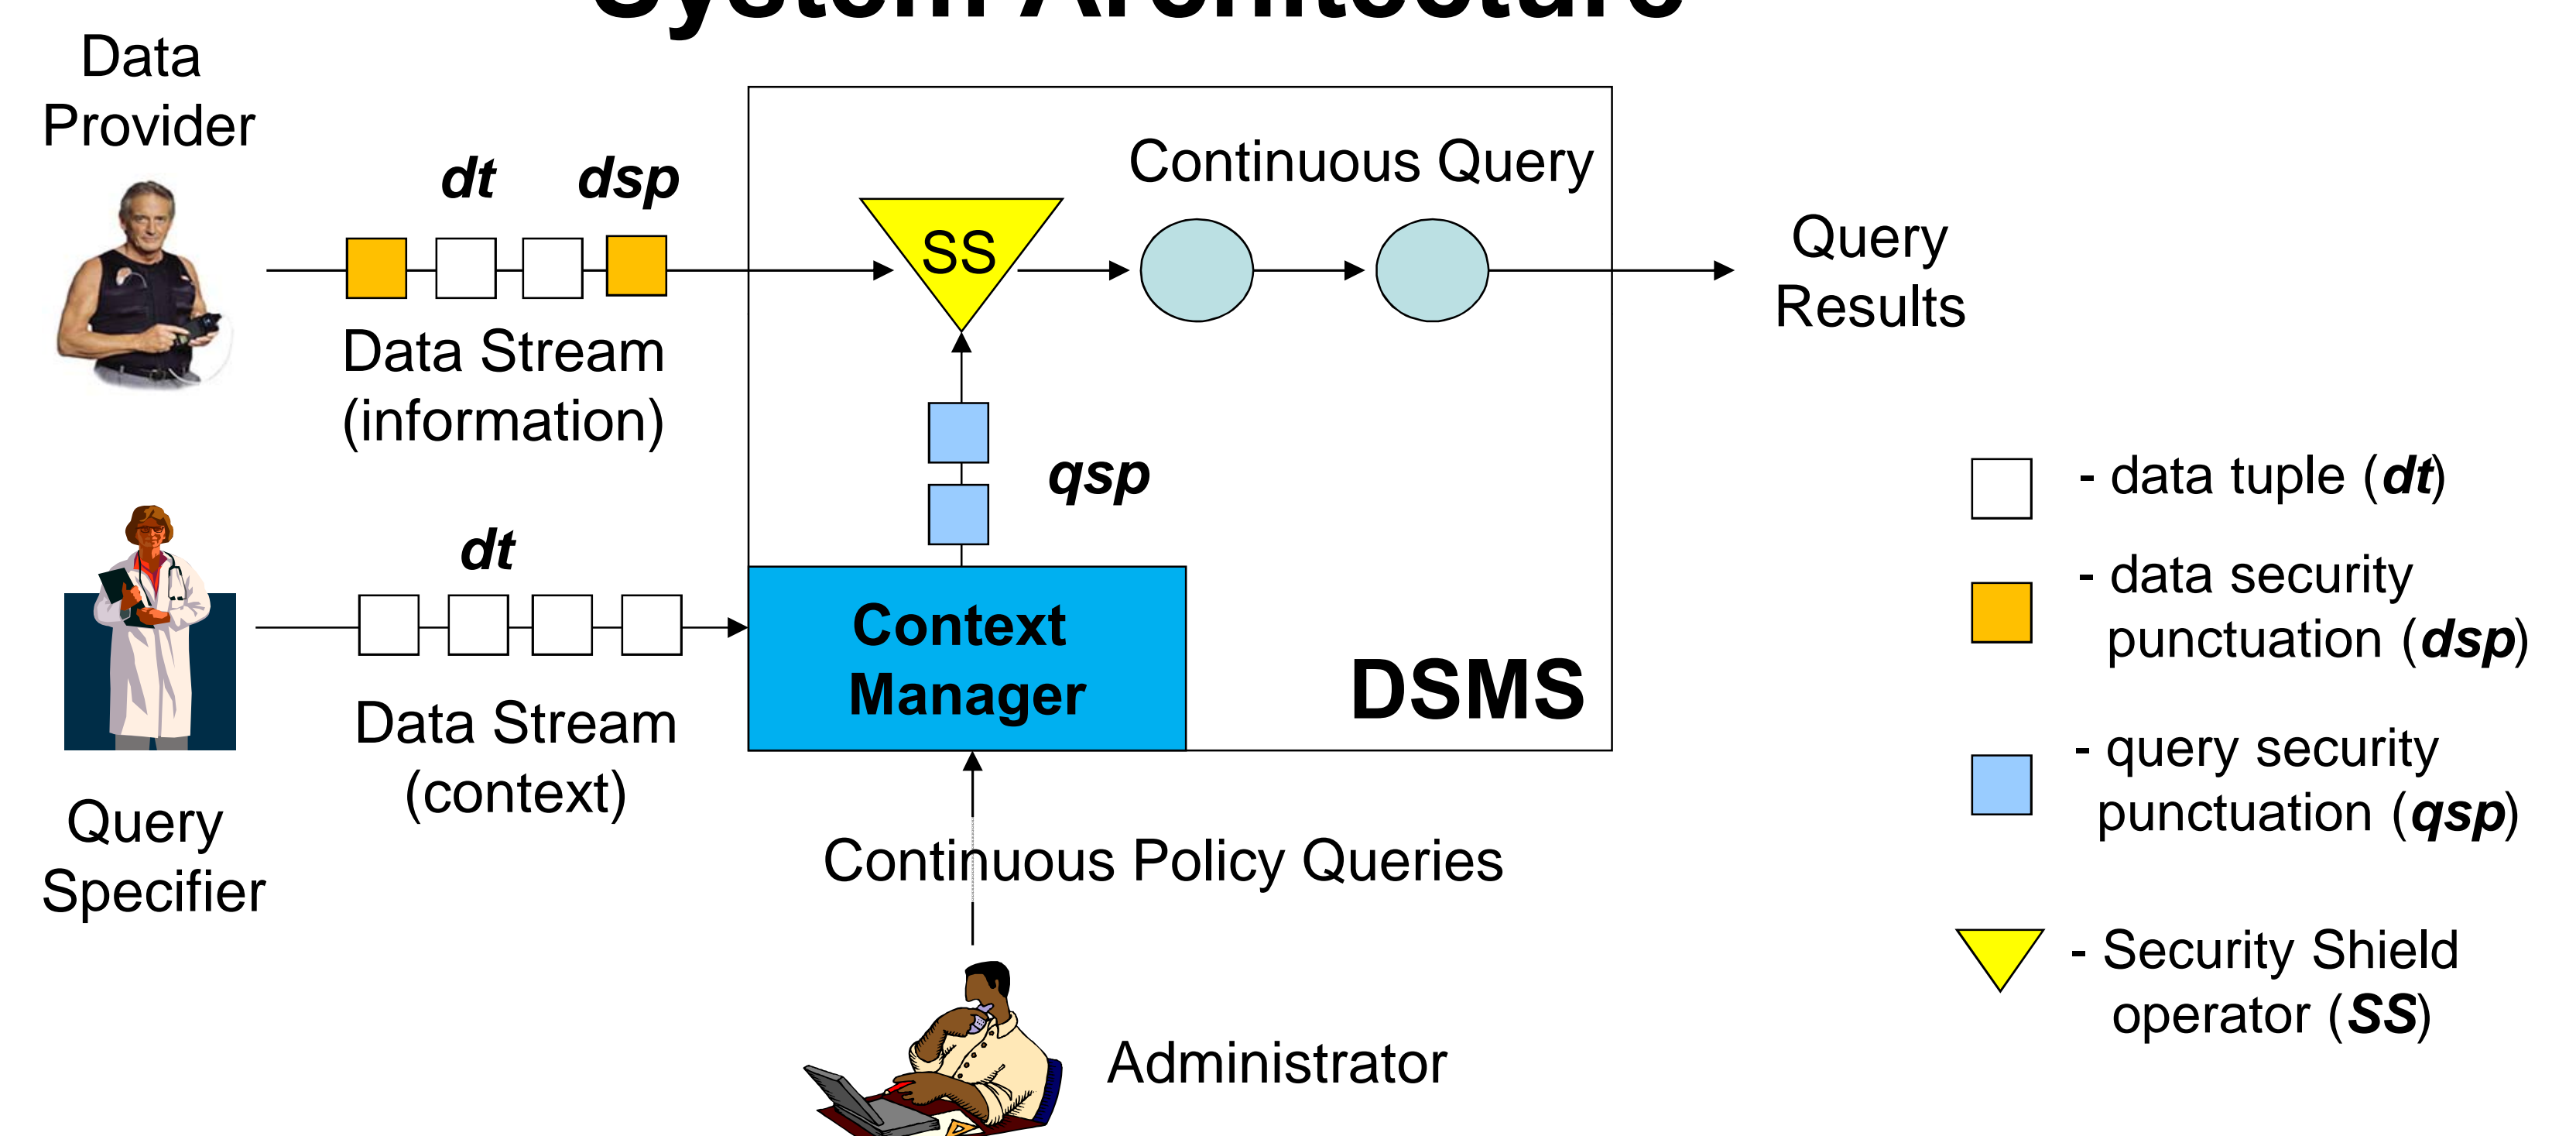 System Architecture
Data
Provider
dt
dsp
Data Stream
(information)
SS
Continuous Query
Query
Results
qsp
dt
Data Stream
(context)
Query
Specifier
Context
Manager
DSMS
Continuous Policy Queries
Administrator
- data tuple (dt)
- data security
punctuation (dsp)
- query security
punctuation (qsp)
- Security Shield
operator (SS)